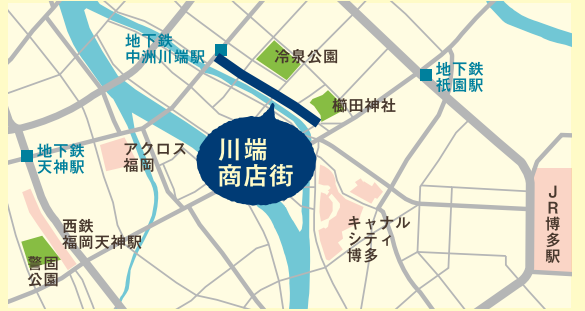 地下鉄
中洲川端駅
冷泉公園
地下鉄
祇園駅
櫛田神社
地下鉄
天神駅
アクロス
福岡
川端
商店街
JR博多駅
キャナル
シティ
博多
西鉄
福岡天神駅
警固
公園